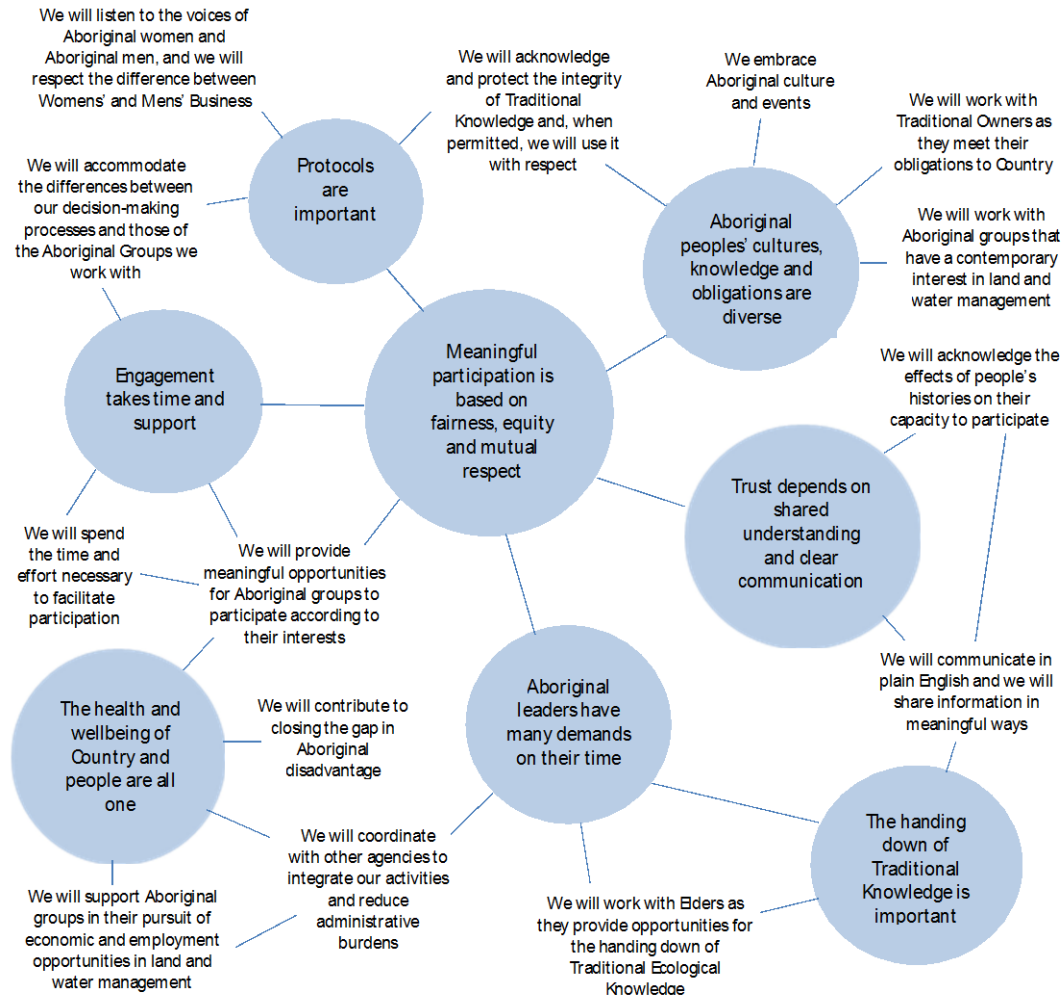 We will listen to the voices of
Aboriginal women and
Aboriginal men, and we will
respect the difference between
Womens' and Mens' Business
We will acknowledge
and protect the integrity
of Traditional
Knowledge and, when
permitted, we will use it
with respect
We embrace
Aboriginal culture
and events
We will work with
Traditional Owners as
they meet their
obligations to Country
We will accommodate
the differences between
our decision-making
processes and those of
the Aboriginal Groups we
work with
Protocols
are
important
Aboriginal
peoples' cultures,
knowledge and
obligations are
diverse
We will work with
Aboriginal groups that
have a contemporary
interest in land and
water management
Engagement
takes time and
support
Meaningful
participation is
based on
fairness, equity
and mutual
respect
We will acknowledge the
effects of people's
histories on their
capacity to participate
Trust depends on
shared
understanding
and clear
communication
We will spend
the time and
effort necessary
to facilitate
participation
We will provide
meaningful opportunities
for Aboriginal groups to
participate according to
their interests
We will communicate in
plain English and we will
share information in
meaningful ways
The health and
wellbeing of
Country and
people are all
one
We will contribute to
closing the gap in
Aboriginal
disadvantage
Aboriginal
leaders have
many demands
on their time
The handing
down of
Traditional
Knowledge is
important
We will coordinate
with other agencies to
integrate our activities
and reduce
administrative
burdens
We will support Aboriginal
groups in their pursuit of
economic and employment
opportunities in land and
water management
We will work with Elders as
they provide opportunities for
the handing down of
Traditional Ecological
Knowledge